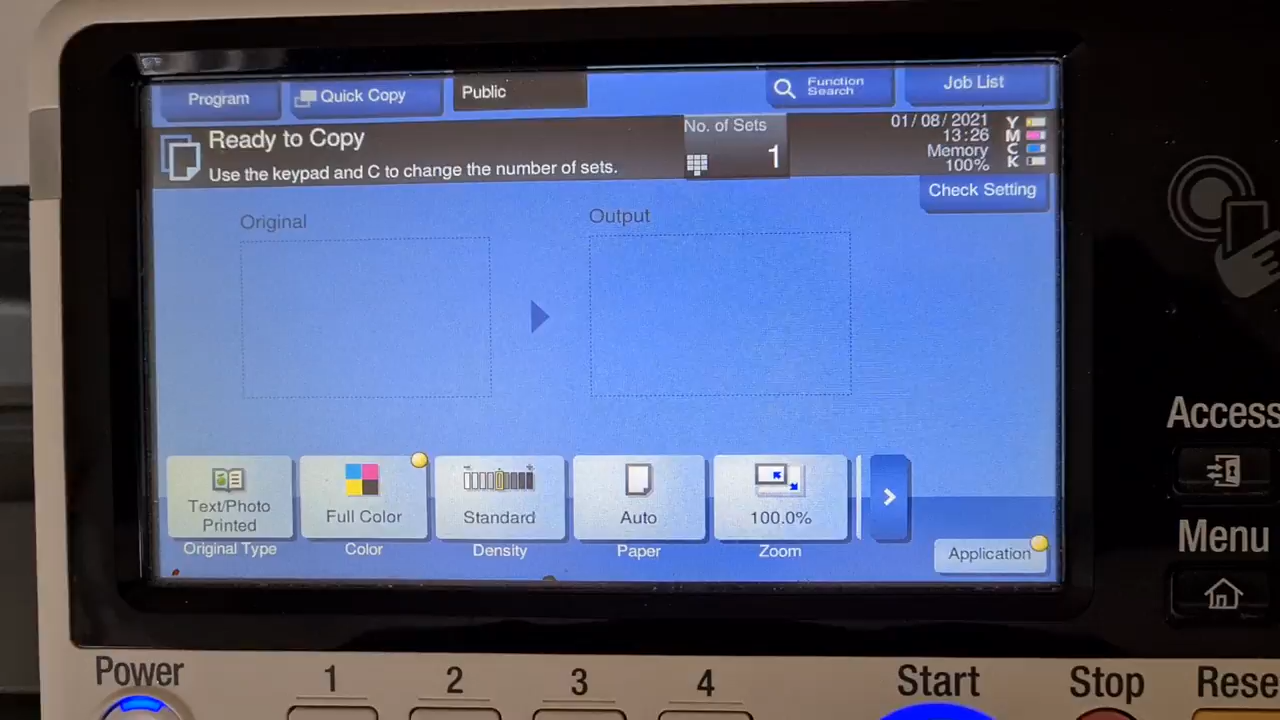 Program
Quick Copy
Public
Function
Search
Job List
Ready to Copy
Use the keypad and C to change the number of sets.
No. of Sets
1
01/08/2021
13:26
Memory
100%
Y
M
C
K
Check Setting
Original
Output
Text/Photo
Printed
Original Type
Full Color
Color
Standard
Density
Auto
Paper
100.0%
Zoom
Application
Access
Menu
Power
1
2
3
4
Start
Stop
Rese